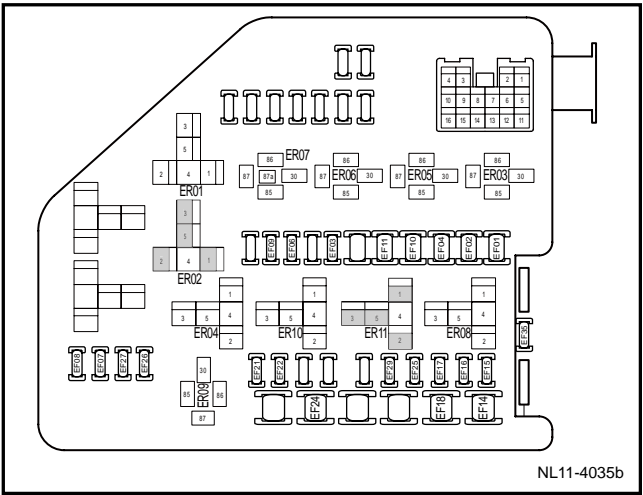 4 3 2 1
10 9 8 7 6 5
16 15 14 13 12 11
3
5
2 4 1
ER01
86
87 87a 30
85
ER07
86
87 30
85
ER06
86
87 30
85
ER05
86
87 30
85
ER03
3
5
2 4 1
ER02
EF09 EF06 EF03 EF11 EF10 EF04 EF02 EF01
1
3 5 4
2
ER04
1
3 5 4
2
ER10
1
3 5 4
2
ER11
1
3 5 4
2
ER08
EF35
EF08 EF07 EF27 EF26
30
85 86
87
ER09
EF21 EF22 EF29 EF25 EF17 EF16 EF15
EF24 EF18 EF14
NL11-4035b